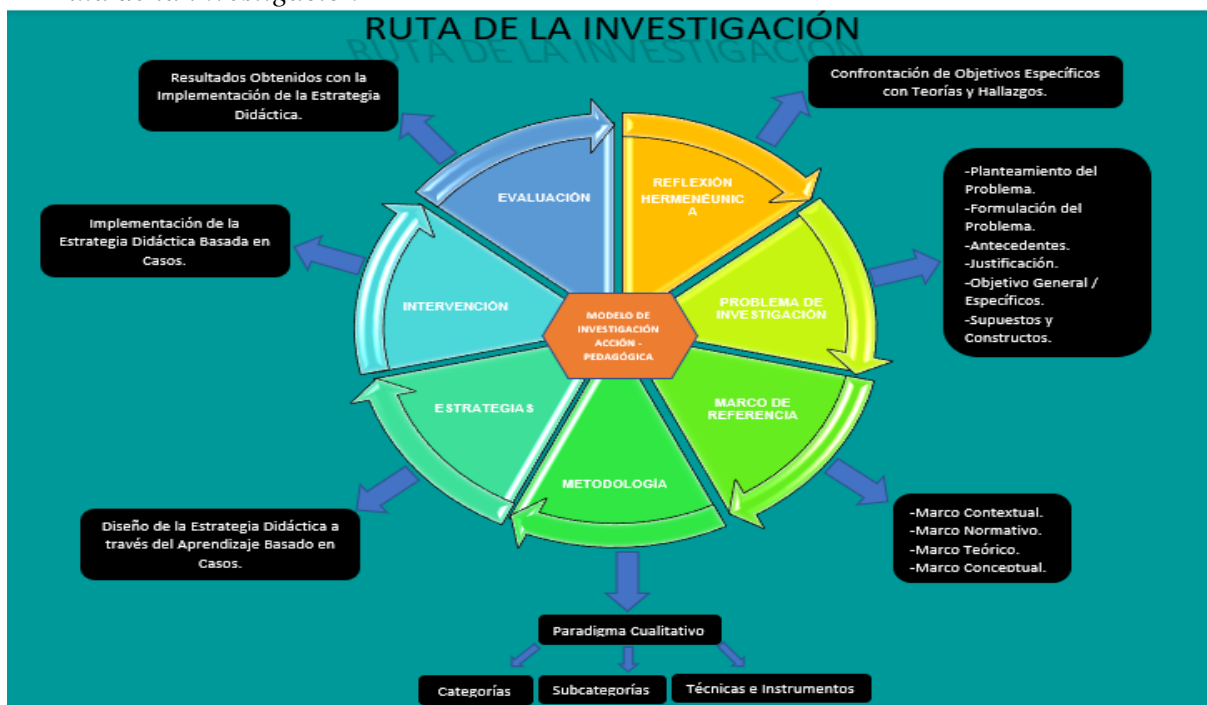 RUTA DE LA INVESTIGACIÓN
Resultados Obtenidos con la
Implementación de la Estrategia
Didáctica.
Confrontación de Objetivos Específicos
con Teorías y Hallazgos.
EVALUACIÓN
REFLEXIÓN
HERMENÉUNIC
A
-Planteamiento del
Problema.
-Formulación del
Problema.
-Antecedentes.
-Justificación.
-Objetivo General /
Específicos.
-Supuestos y
Constructos.
Implementación de la
Estrategia Didáctica Basada en
Casos.
INTERVENCIÓN
PROBLEMA DE
INVESTIGACIÓN
MODELO DE
INVESTIGACIÓN
ACCIÓN -
PEDAGÓGICA
ESTRATEGIAS
MARCO DE
REFERENCIA
METODOLOGÍA
Diseño de la Estrategia Didáctica a
través del Aprendizaje Basado en
Casos.
-Marco Contextual.
-Marco Normativo.
-Marco Teórico.
-Marco Conceptual.
Paradigma Cualitativo
Categorías
Subcategorías
Técnicas e Instrumentos